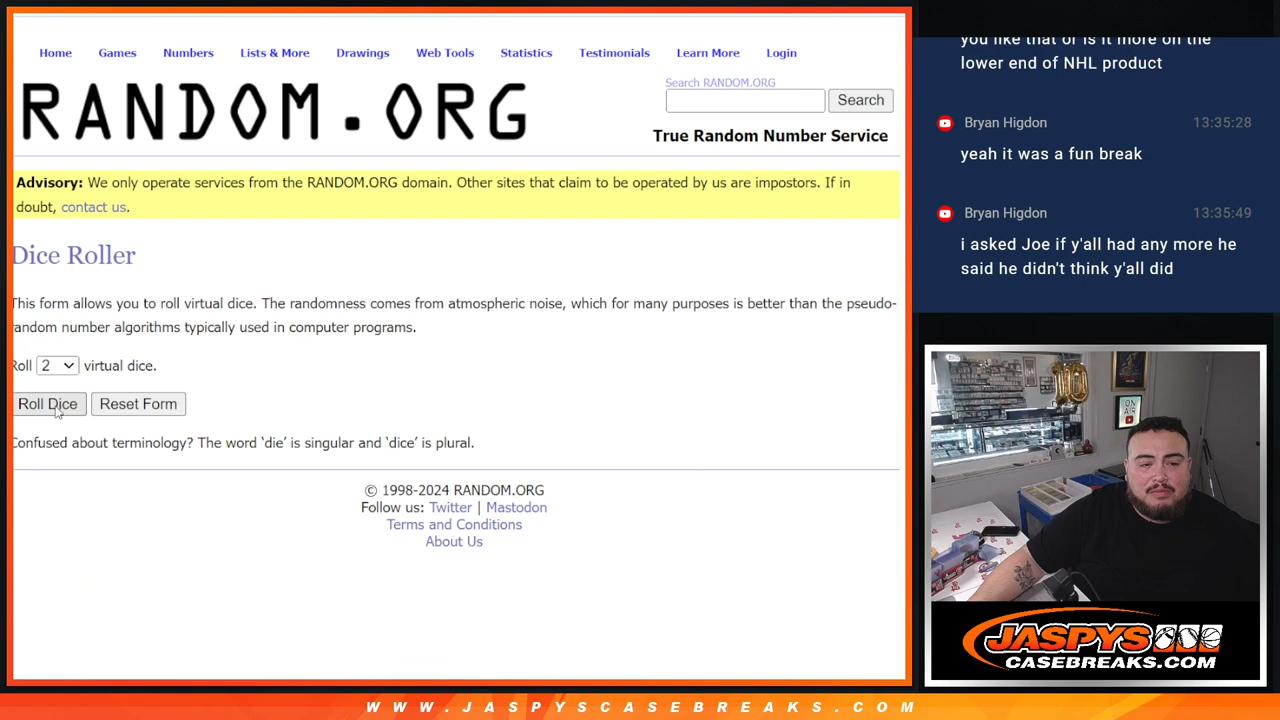 Home Games Numbers Lists & More Drawings Web Tools Statistics Testimonials Learn More Login
RANDOM.ORG
Search RANDOM.ORG
Search
True Random Number Service
Advisory: We only operate services from the RANDOM.ORG domain. Other sites that claim to be operated by us are impostors. If in
doubt, contact us.
Dice Roller
This form allows you to roll virtual dice. The randomness comes from atmospheric noise, which for many purposes is better than the pseudo-
random number algorithms typically used in computer programs.
Roll 2 virtual dice.
Roll Dice Reset Form
Confused about terminology? The word ‘die’ is singular and ‘dice’ is plural.
© 1998-2024 RANDOM.ORG
Follow us: Twitter | Mastodon
Terms and Conditions
About Us
you like that or is it more on the
lower end of NHL product
Bryan Higdon 13:35:28
yeah it was a fun break
Bryan Higdon 13:35:49
i asked Joe if y'all had any more he
said he didn't think y'all did
10
ON
AIR
JASPYS
CASEBREAKS.COM
WWW.JASPYSCASEBREAKS.COM